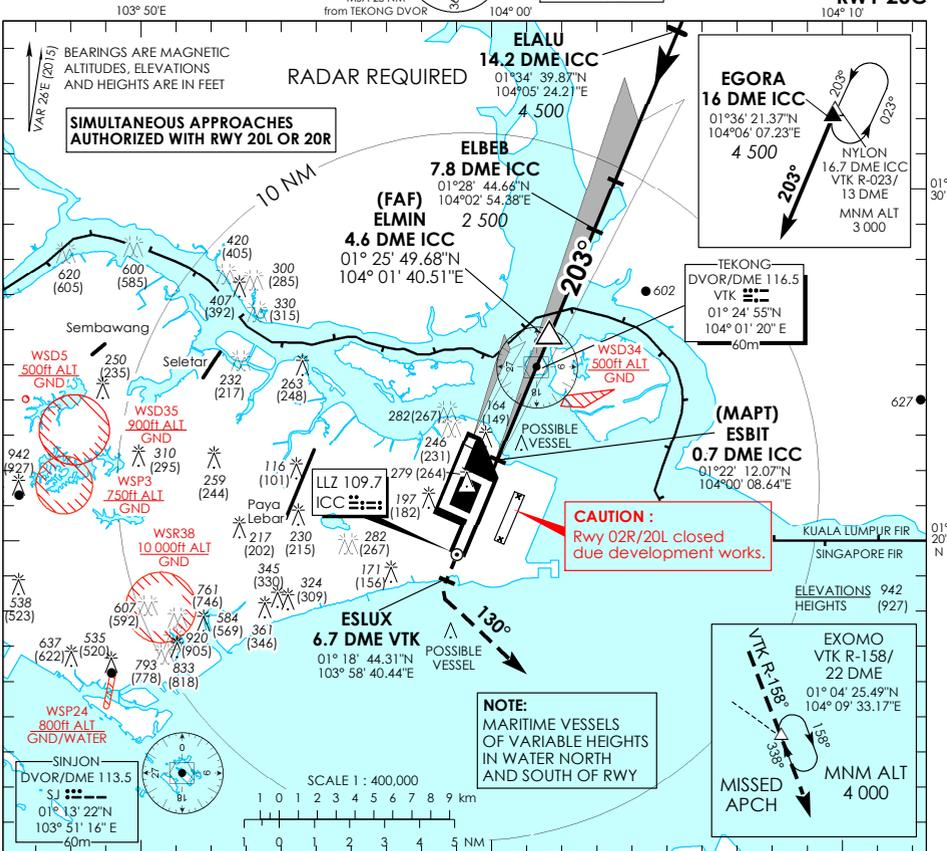 from TEKONG DVOR
103° 50'E
104° 00'
104° 10'
VAR 26'E (2015)
BEARINGS ARE MAGNETIC
ALTITUDES, ELEVATIONS
AND HEIGHTS ARE IN FEET
RADAR REQUIRED
SIMULTANEOUS APPROACHES
AUTHORIZED WITH RWY 20L OR 20R
10 NM
ELALU
14.2 DME ICC
01°34' 39.87"N
104°05' 24.21"E
4 500
ELBEB
7.8 DME ICC
01°28' 44.66"N
104°02' 54.38"E
2 500
(FAF)
ELMIN
4.6 DME ICC
01° 25' 49.68"N
104° 01' 40.51"E
203°
EGORA
16 DME ICC
01°36' 21.37"N
104°06' 07.23"E
4 500
203°
023°
203°
NYLON
16.7 DME ICC
VTK R-023/
13 DME
MNM ALT
3 000
01°
30'
TEKONG
DVOR/DME 116.5
VTK
01° 24' 55"N
104° 01' 20" E
60m
602
627
620
(605)
600
(585)
420
(405)
300
(285)
407
(392)
330
(315)
Sembawang
Seletar
WSD5
500ft ALT
GND
250
(235)
232
(217)
263
(248)
WSD34
500ft ALT
GND
WSD35
900ft ALT
GND
282(267)
164
(149)
POSSIBLE
VESSEL
(MAPT)
ESBIT
0.7 DME ICC
01°22' 12.07"N
104°00' 08.64"E
942
(927)
310
(295)
259
(244)
246
(231)
279 (264)
116
(101)
WSP3
750ft ALT
GND
LLZ 109.7
ICC
197
(182)
Paya
Lebar
CAUTION :
Rwy 02R/20L closed
due development works.
WSR38
10 000ft ALT
GND
217
(202)
230
(215)
282
(267)
KUALA LUMPUR FIR
SINGAPORE FIR
01°
20'
N
538
(523)
345
(330)
324
(309)
171
(156)
761
(746)
607
(592)
584
(569)
361
(346)
ELEVATIONS 942
HEIGHTS (927)
ESLUX
6.7 DME VTK
01° 18' 44.31"N
103° 58' 40.44"E
130°
POSSIBLE
VESSEL
637
(622)
535
(520)
920
(905)
793
(778)
833
(818)
WSP24
800ft ALT
GND/WATER
NOTE:
MARITIME VESSELS
OF VARIABLE HEIGHTS
IN WATER NORTH
AND SOUTH OF RWY
EXOMO
VTK R-158/
22 DME
01° 04' 25.49"N
104° 09' 33.17"E
VTK R-158°
158°
338°
MISSED
APCH
MNM ALT
4 000
SINJON
DVOR/DME 113.5
SJ
01° 13' 22"N
103° 51' 16" E
60m
0
9
18
27
SCALE 1 : 400,000
1 0 1 2 3 4 5 6 7 8 9 km
1 0 1 2 3 4 5 NM